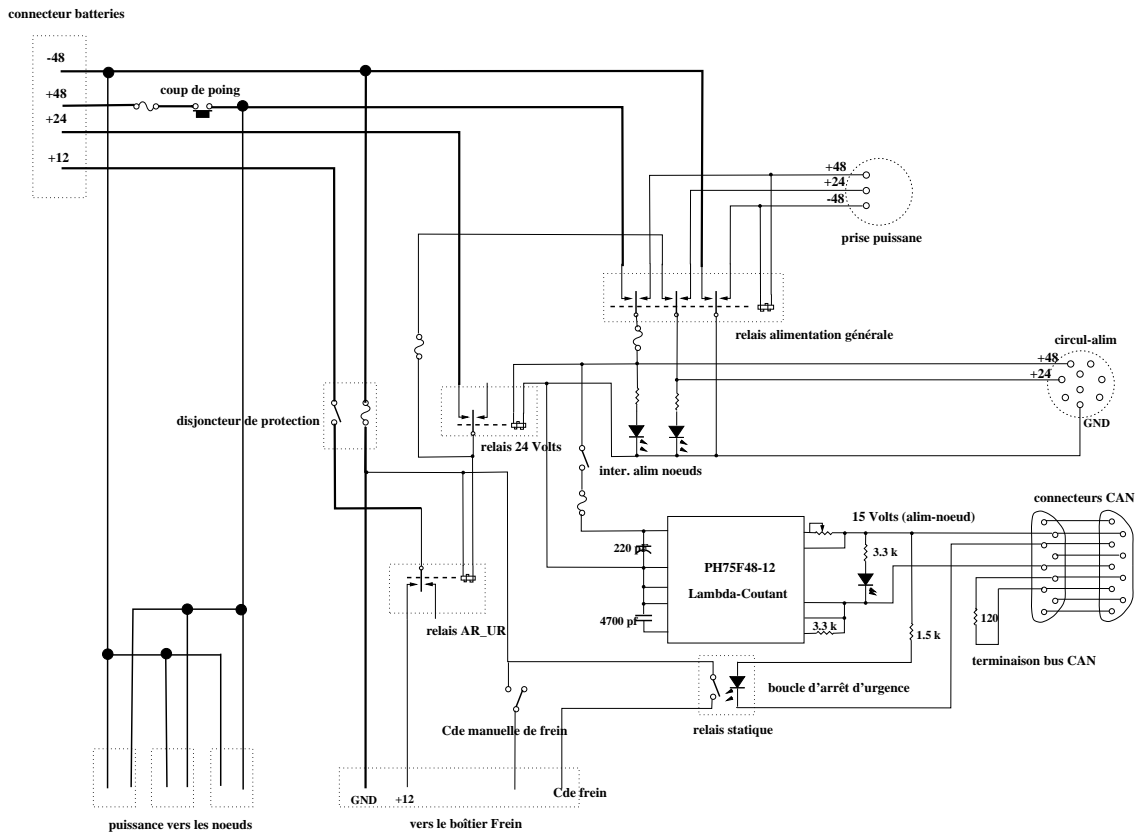 connecteur batteries
-48
+48
coup de poing
+24
+12
+48
+24
-48
prise puissane
relais alimentation générale
circul-alim
+48
+24
GND
disjoncteur de protection
relais 24 Volts
inter. alim noeuds
connecteurs CAN
15 Volts (alim-noeud)
220 pf
3.3 k
PH75F48-12
Lambda-Coutant
4700 pf
3.3 k
120
1.5 k
relais AR_UR
terminaison bus CAN
boucle d'arrêt d'urgence
relais statique
Cde manuelle de frein
Cde frein
GND
+12
puissance vers les noeuds
vers le boîtier Frein